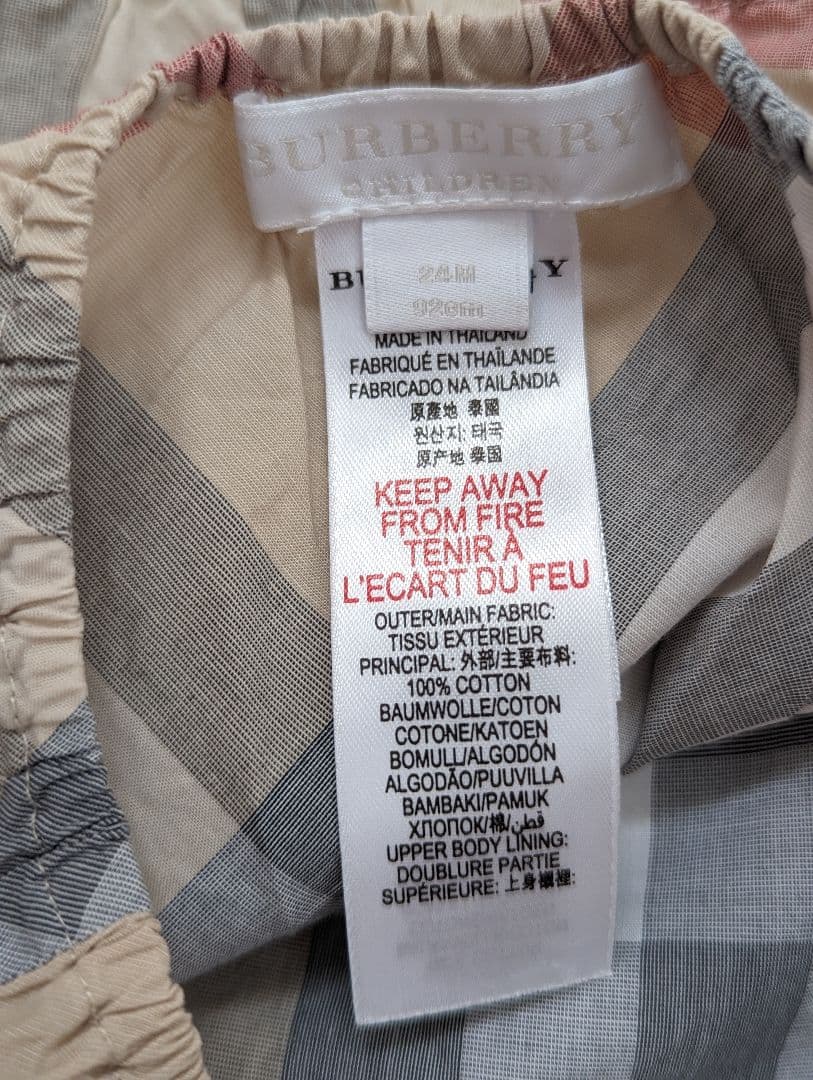 BURBERRY
CHILDREN
24M
92cm
MADE IN THAILAND
FABRIQUÉ EN THAÏLANDE
FABRICADO NA TAILÂNDIA
原產地 泰國
원산지: 태국
原产地 泰国
KEEP AWAY
FROM FIRE
TENIR À
L'ECART DU FEU
OUTER/MAIN FABRIC:
TISSU EXTÉRIEUR
PRINCIPAL: 外部/主要布料:
100% COTTON
BAUMWOLLE/COTON
COTONE/KATOEN
BOMULL/ALGODÓN
ALGODÃO/PUUVILLA
BAMBAKI/PAMUK
ХЛОПОК/棉/قطن
UPPER BODY LINING:
DOUBLURE PARTIE
SUPÉRIEURE: 上身襯裡: